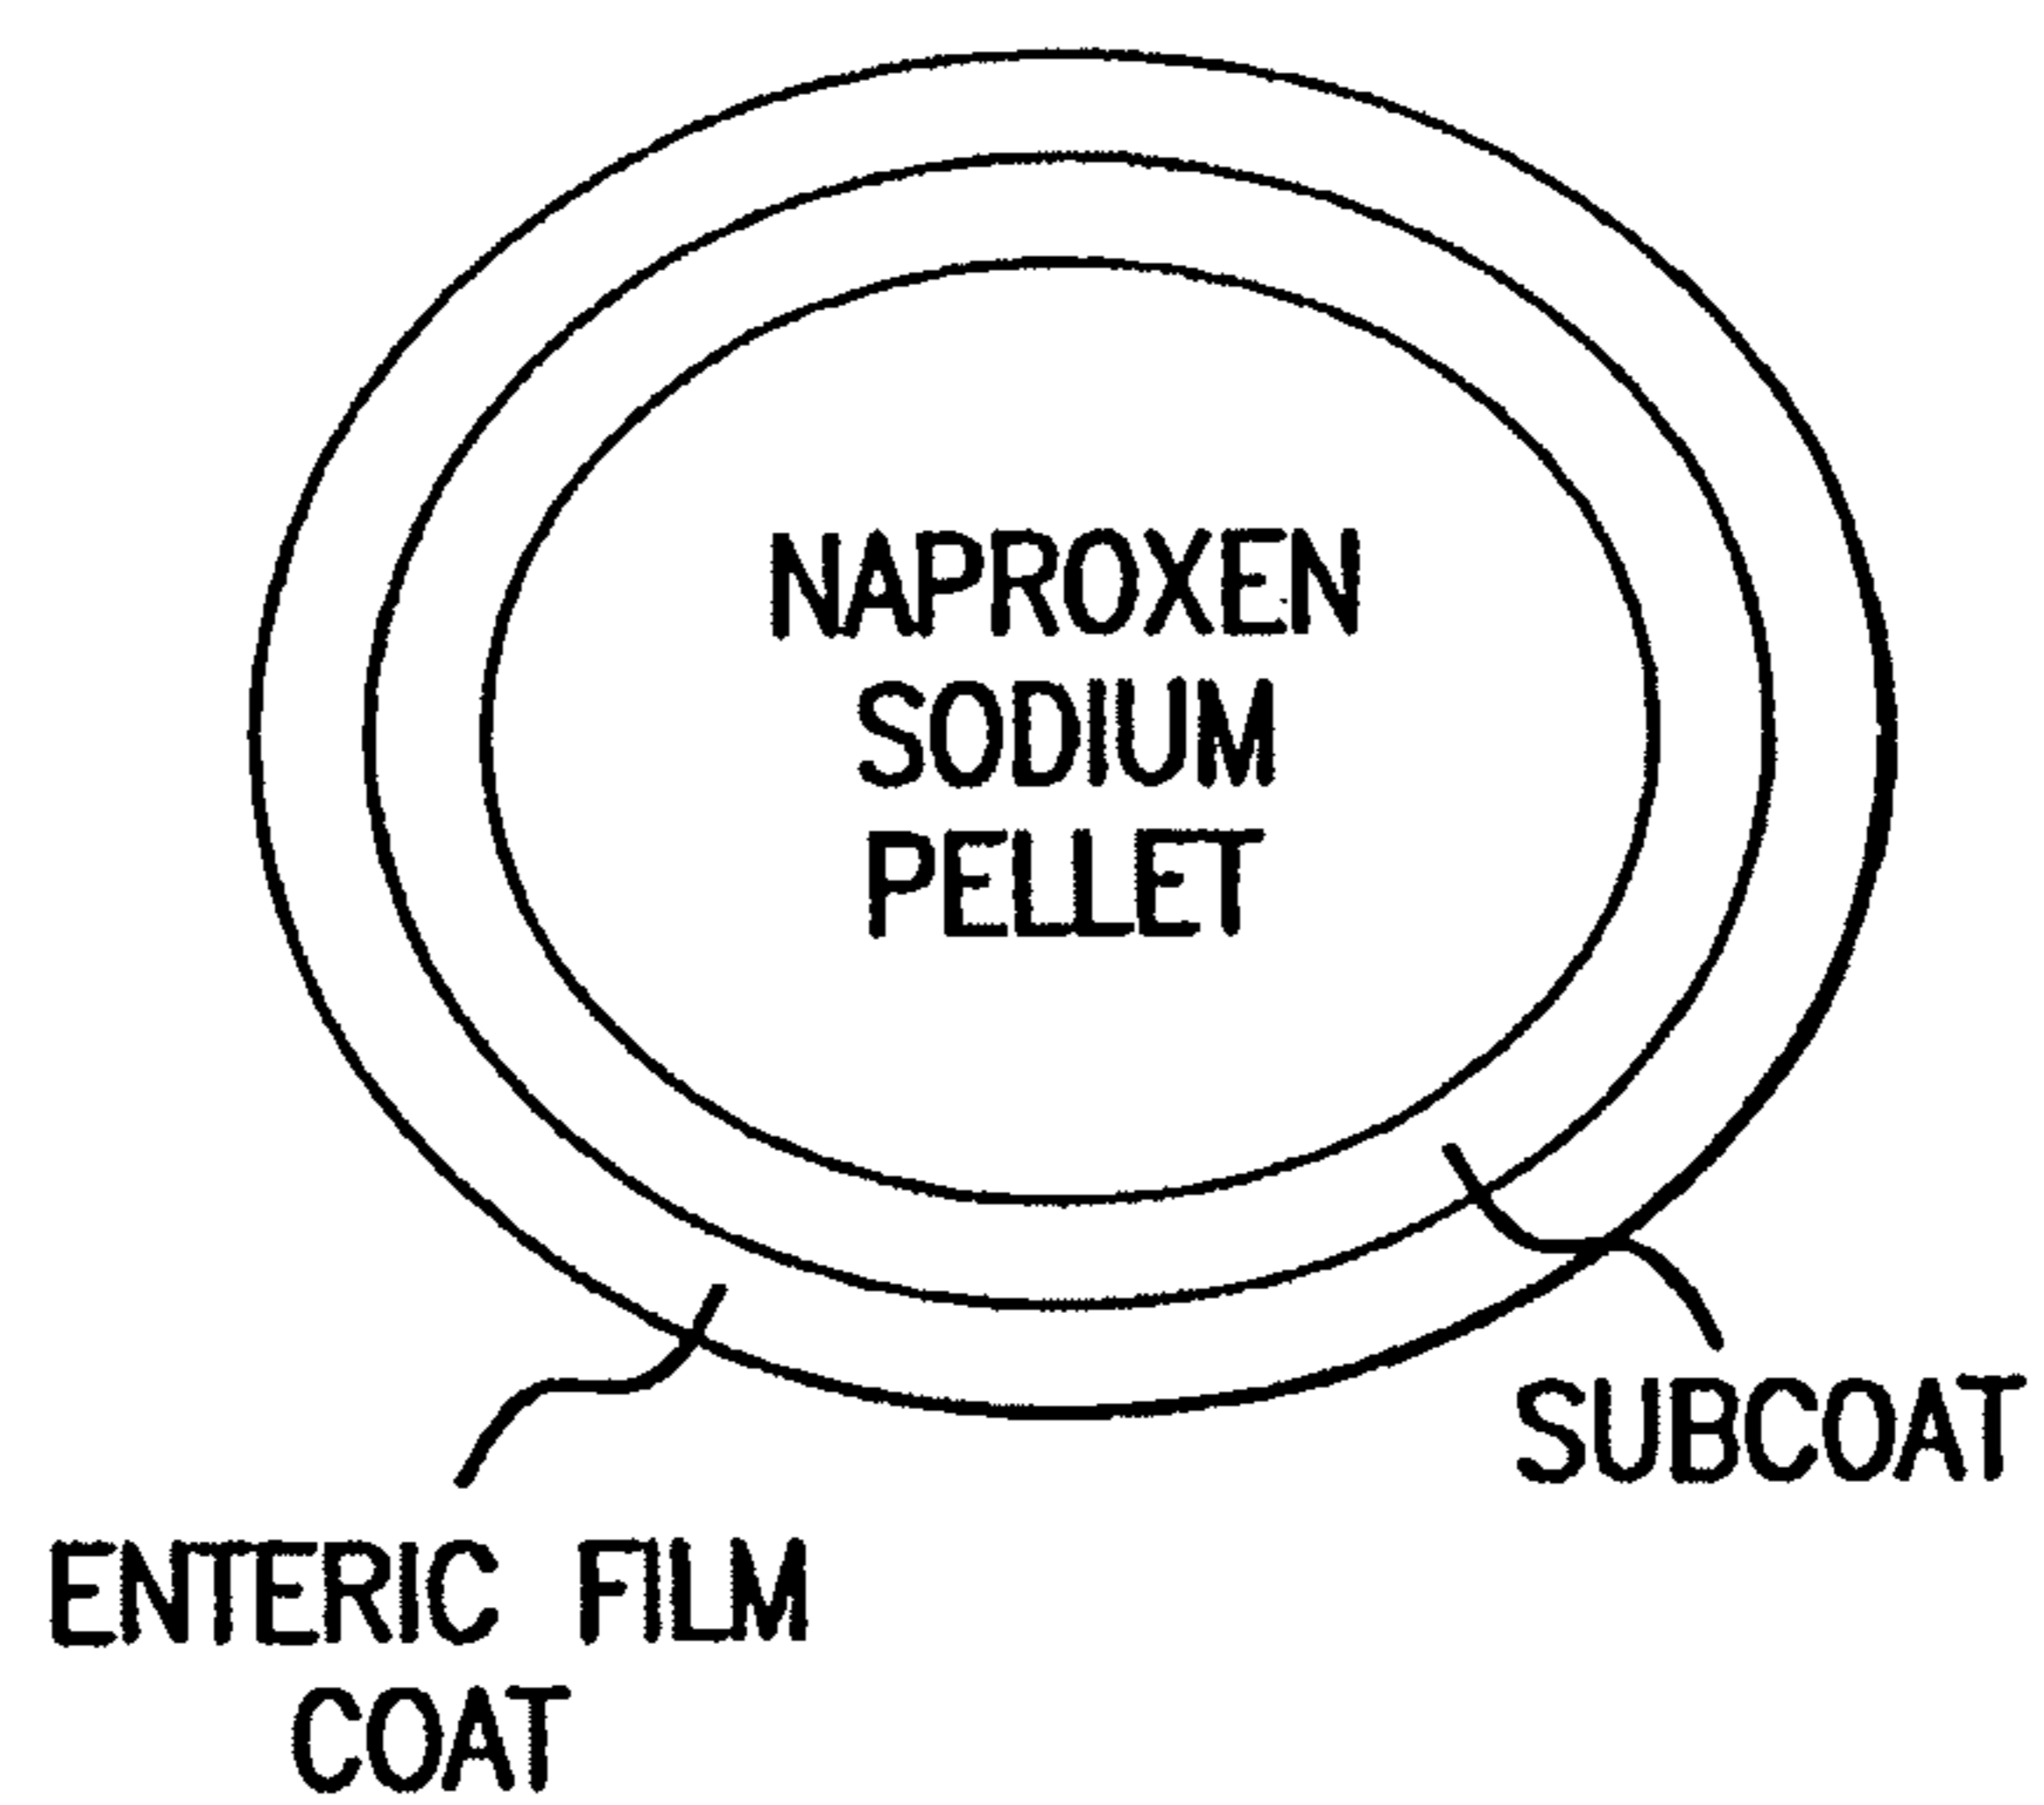 NAPROXEN
SODIUM
PELLET
SUBCOAT
ENTERIC FILM
COAT